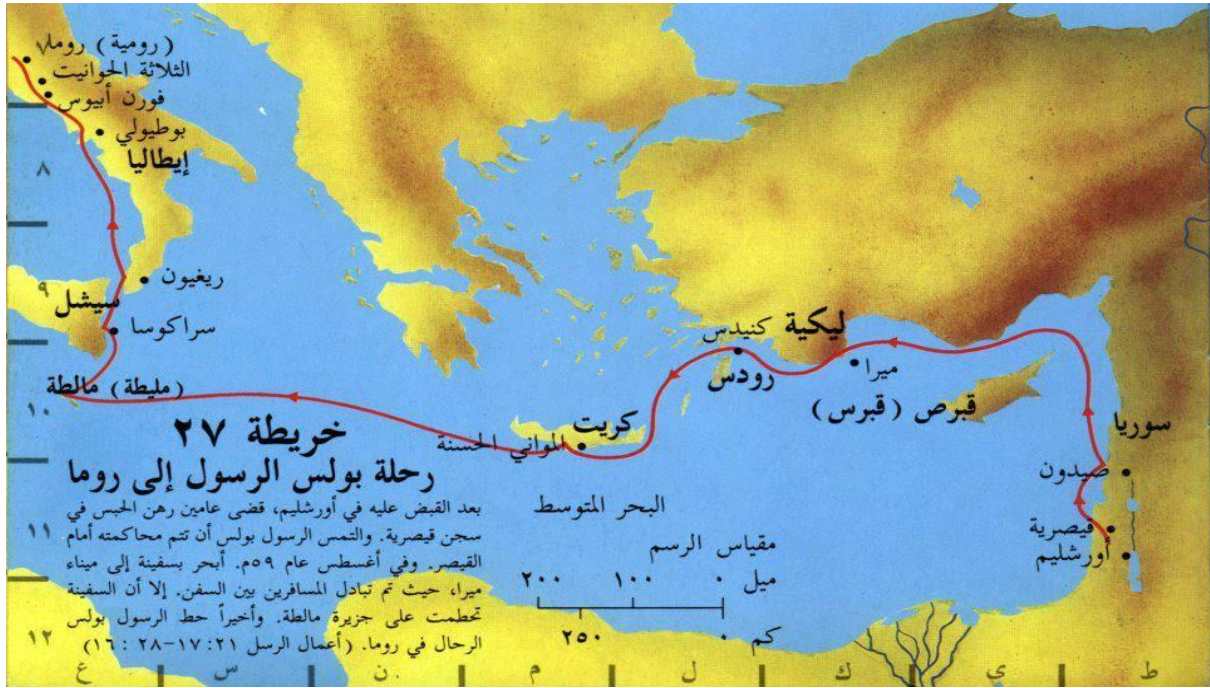 ٧
روما (رومية)
الثلاثة الحوانيت
فورن أبيوس
بوطيولي
إيطاليا
٨
ريغيون
٩
سيشل
سراكوسا
ليكية
كنيدس
رودس
ميرا
قبرص (قبرس)
سوريا
مالطة (مليطة)
١٠
كريت
المواني الحسنة
صيدون
قيصرية
أورشليم
خريطة ٢٧
رحلة بولس الرسول إلى روما
بعد القبض عليه في أورشليم، قضى عامين رهن الحبس في
سجن قيصرية. والتمس الرسول بولس أن تتم محاكمته أمام
القيصر. وفي أغسطس عام ٥٩م. أبحر بسفينة إلى ميناء
ميرا، حيث تم تبادل المسافرين بين السفن. إلا أن السفينة
تحطمت على جزيرة مالطة. وأخيراً حط الرسول بولس
الرحال في روما. (أعمال الرسل ٢١:١٧-٢٨ : ١٦)
١١
١٢
البحر المتوسط
مقياس الرسم
ميل ٠ ١٠٠ ٢٠٠
كم ٠ ٢٥٠
ط ي ك ل م ن س ع